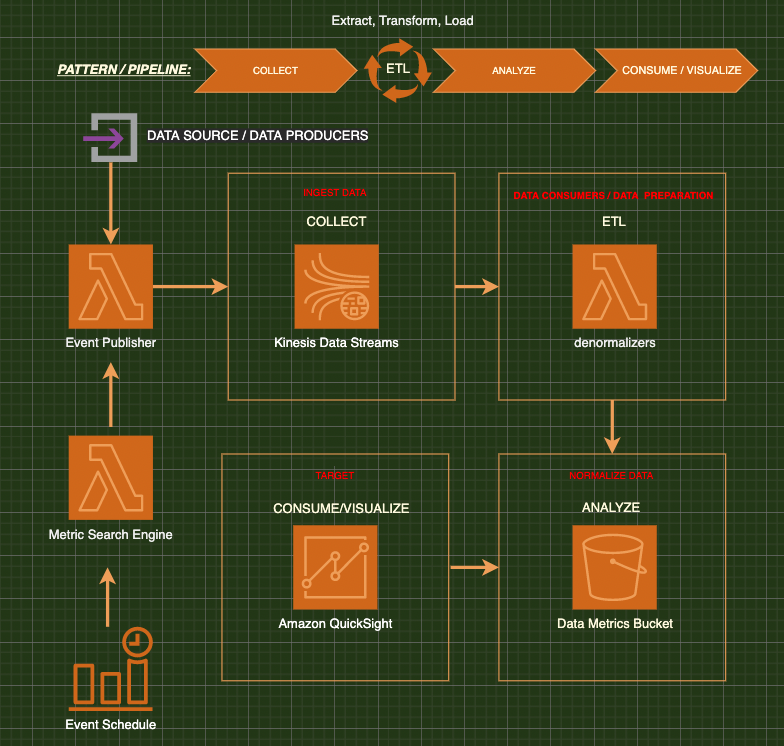 Extract, Transform, Load
PATTERN / PIPELINE:
COLLECT
ETL
ANALYZE
CONSUME / VISUALIZE
DATA SOURCE / DATA PRODUCERS
INGEST DATA
COLLECT
Kinesis Data Streams
DATA CONSUMERS / DATA PREPARATION
ETL
denormalizers
Event Publisher
Metric Search Engine
Event Schedule
TARGET
CONSUME/VISUALIZE
Amazon QuickSight
NORMALIZE DATA
ANALYZE
Data Metrics Bucket